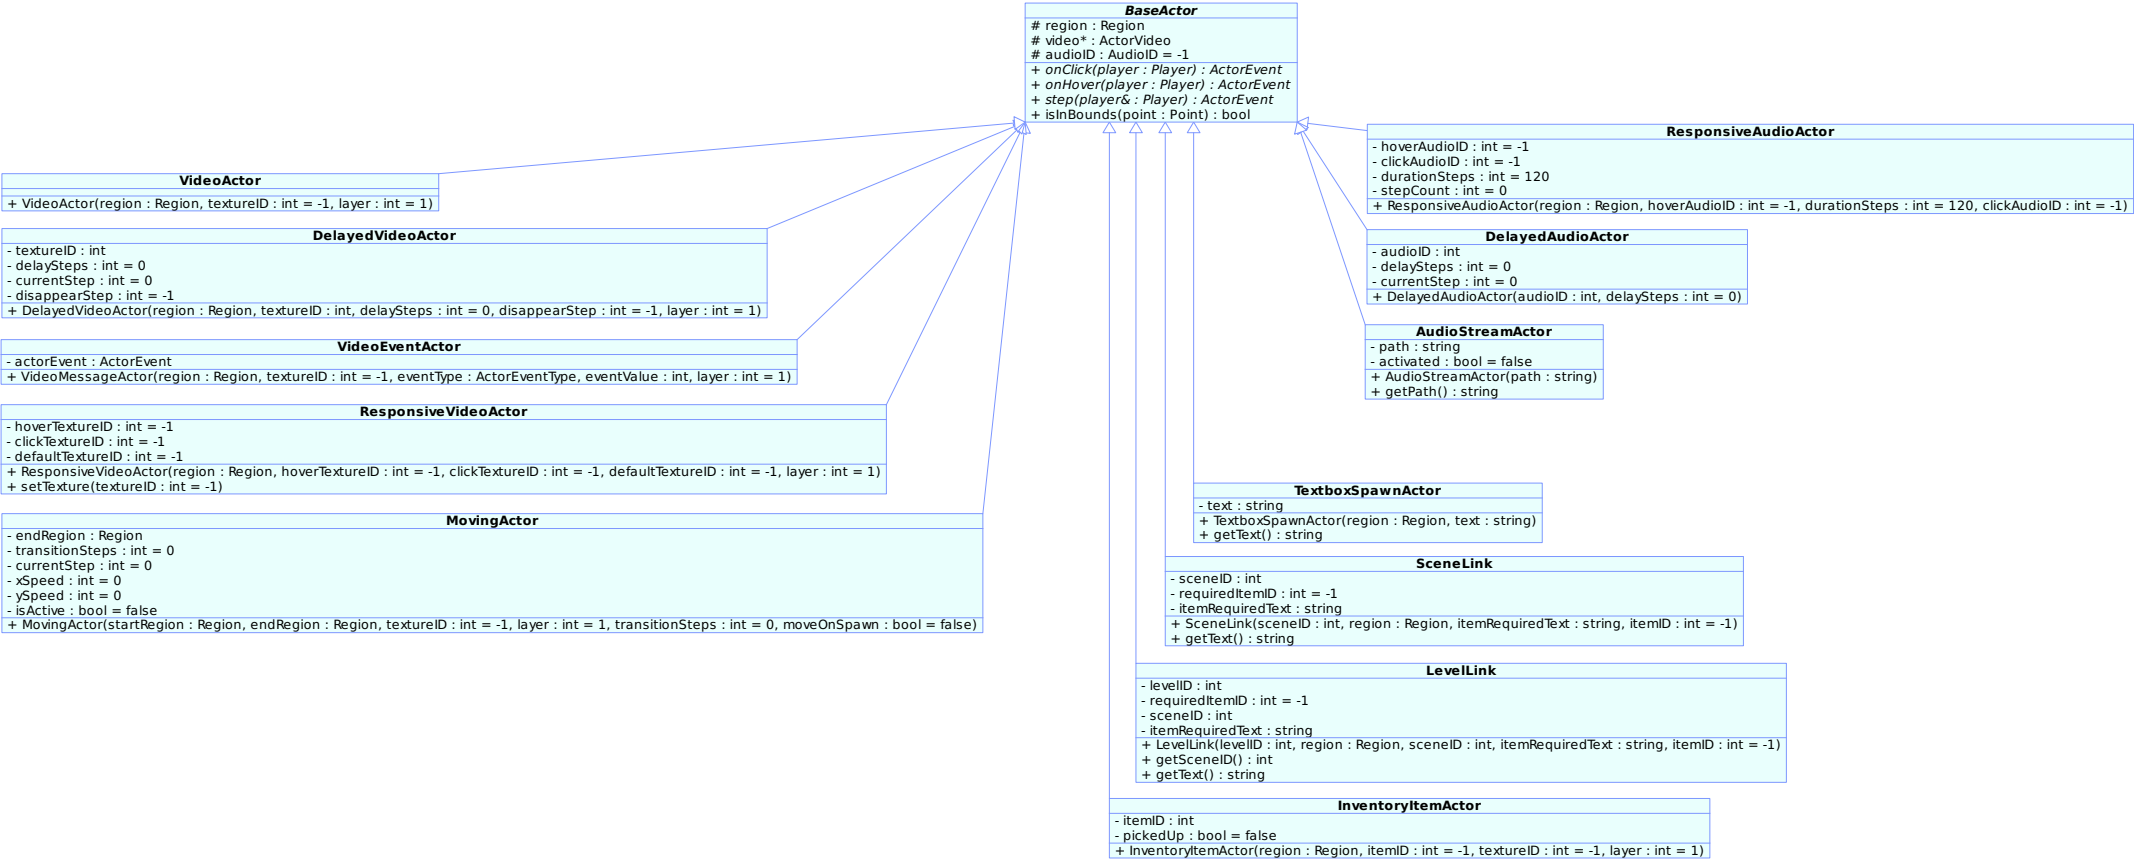 BaseActor
# region : Region
# video* : ActorVideo
# audioID : AudioID = -1
+ onClick(player : Player) : ActorEvent
+ onHover(player : Player) : ActorEvent
+ step(player& : Player) : ActorEvent
+ isInBounds(point : Point) : bool
VideoActor
+ VideoActor(region : Region, textureID : int = -1, layer : int = 1)
DelayedVideoActor
- textureID : int
- delaySteps : int = 0
- currentStep : int = 0
- disappearStep : int = -1
+ DelayedVideoActor(region : Region, textureID : int, delaySteps : int = 0, disappearStep : int = -1, layer : int = 1)
VideoEventActor
- actorEvent : ActorEvent
+ VideoMessageActor(region : Region, textureID : int = -1, eventType : ActorEventType, eventValue : int, layer : int = 1)
ResponsiveVideoActor
- hoverTextureID : int = -1
- clickTextureID : int = -1
- defaultTextureID : int = -1
+ ResponsiveVideoActor(region : Region, hoverTextureID : int = -1, clickTextureID : int = -1, defaultTextureID : int = -1, layer : int = 1)
+ setTexture(textureID : int = -1)
MovingActor
- endRegion : Region
- transitionSteps : int = 0
- currentStep : int = 0
- xSpeed : int = 0
- ySpeed : int = 0
- isActive : bool = false
+ MovingActor(startRegion : Region, endRegion : Region, textureID : int = -1, layer : int = 1, transitionSteps : int = 0, moveOnSpawn : bool = false)
ResponsiveAudioActor
- hoverAudioID : int = -1
- clickAudioID : int = -1
- durationSteps : int = 120
- stepCount : int = 0
+ ResponsiveAudioActor(region : Region, hoverAudioID : int = -1, durationSteps : int = 120, clickAudioID : int = -1)
DelayedAudioActor
- audioID : int
- delaySteps : int = 0
- currentStep : int = 0
+ DelayedAudioActor(audioID : int, delaySteps : int = 0)
AudioStreamActor
- path : string
- activated : bool = false
+ AudioStreamActor(path : string)
+ getPath() : string
TextboxSpawnActor
- text : string
+ TextboxSpawnActor(region : Region, text : string)
+ getText() : string
SceneLink
- sceneID : int
- requiredItemID : int = -1
- itemRequiredText : string
+ SceneLink(sceneID : int, region : Region, itemRequiredText : string, itemID : int = -1)
+ getText() : string
LevelLink
- levelID : int
- requiredItemID : int = -1
- sceneID : int
- itemRequiredText : string
+ LevelLink(levelID : int, region : Region, sceneID : int, itemRequiredText : string, itemID : int = -1)
+ getSceneID() : int
+ getText() : string
InventoryItemActor
- itemID : int
- pickedUp : bool = false
+ InventoryItemActor(region : Region, itemID : int = -1, textureID : int = -1, layer : int = 1)